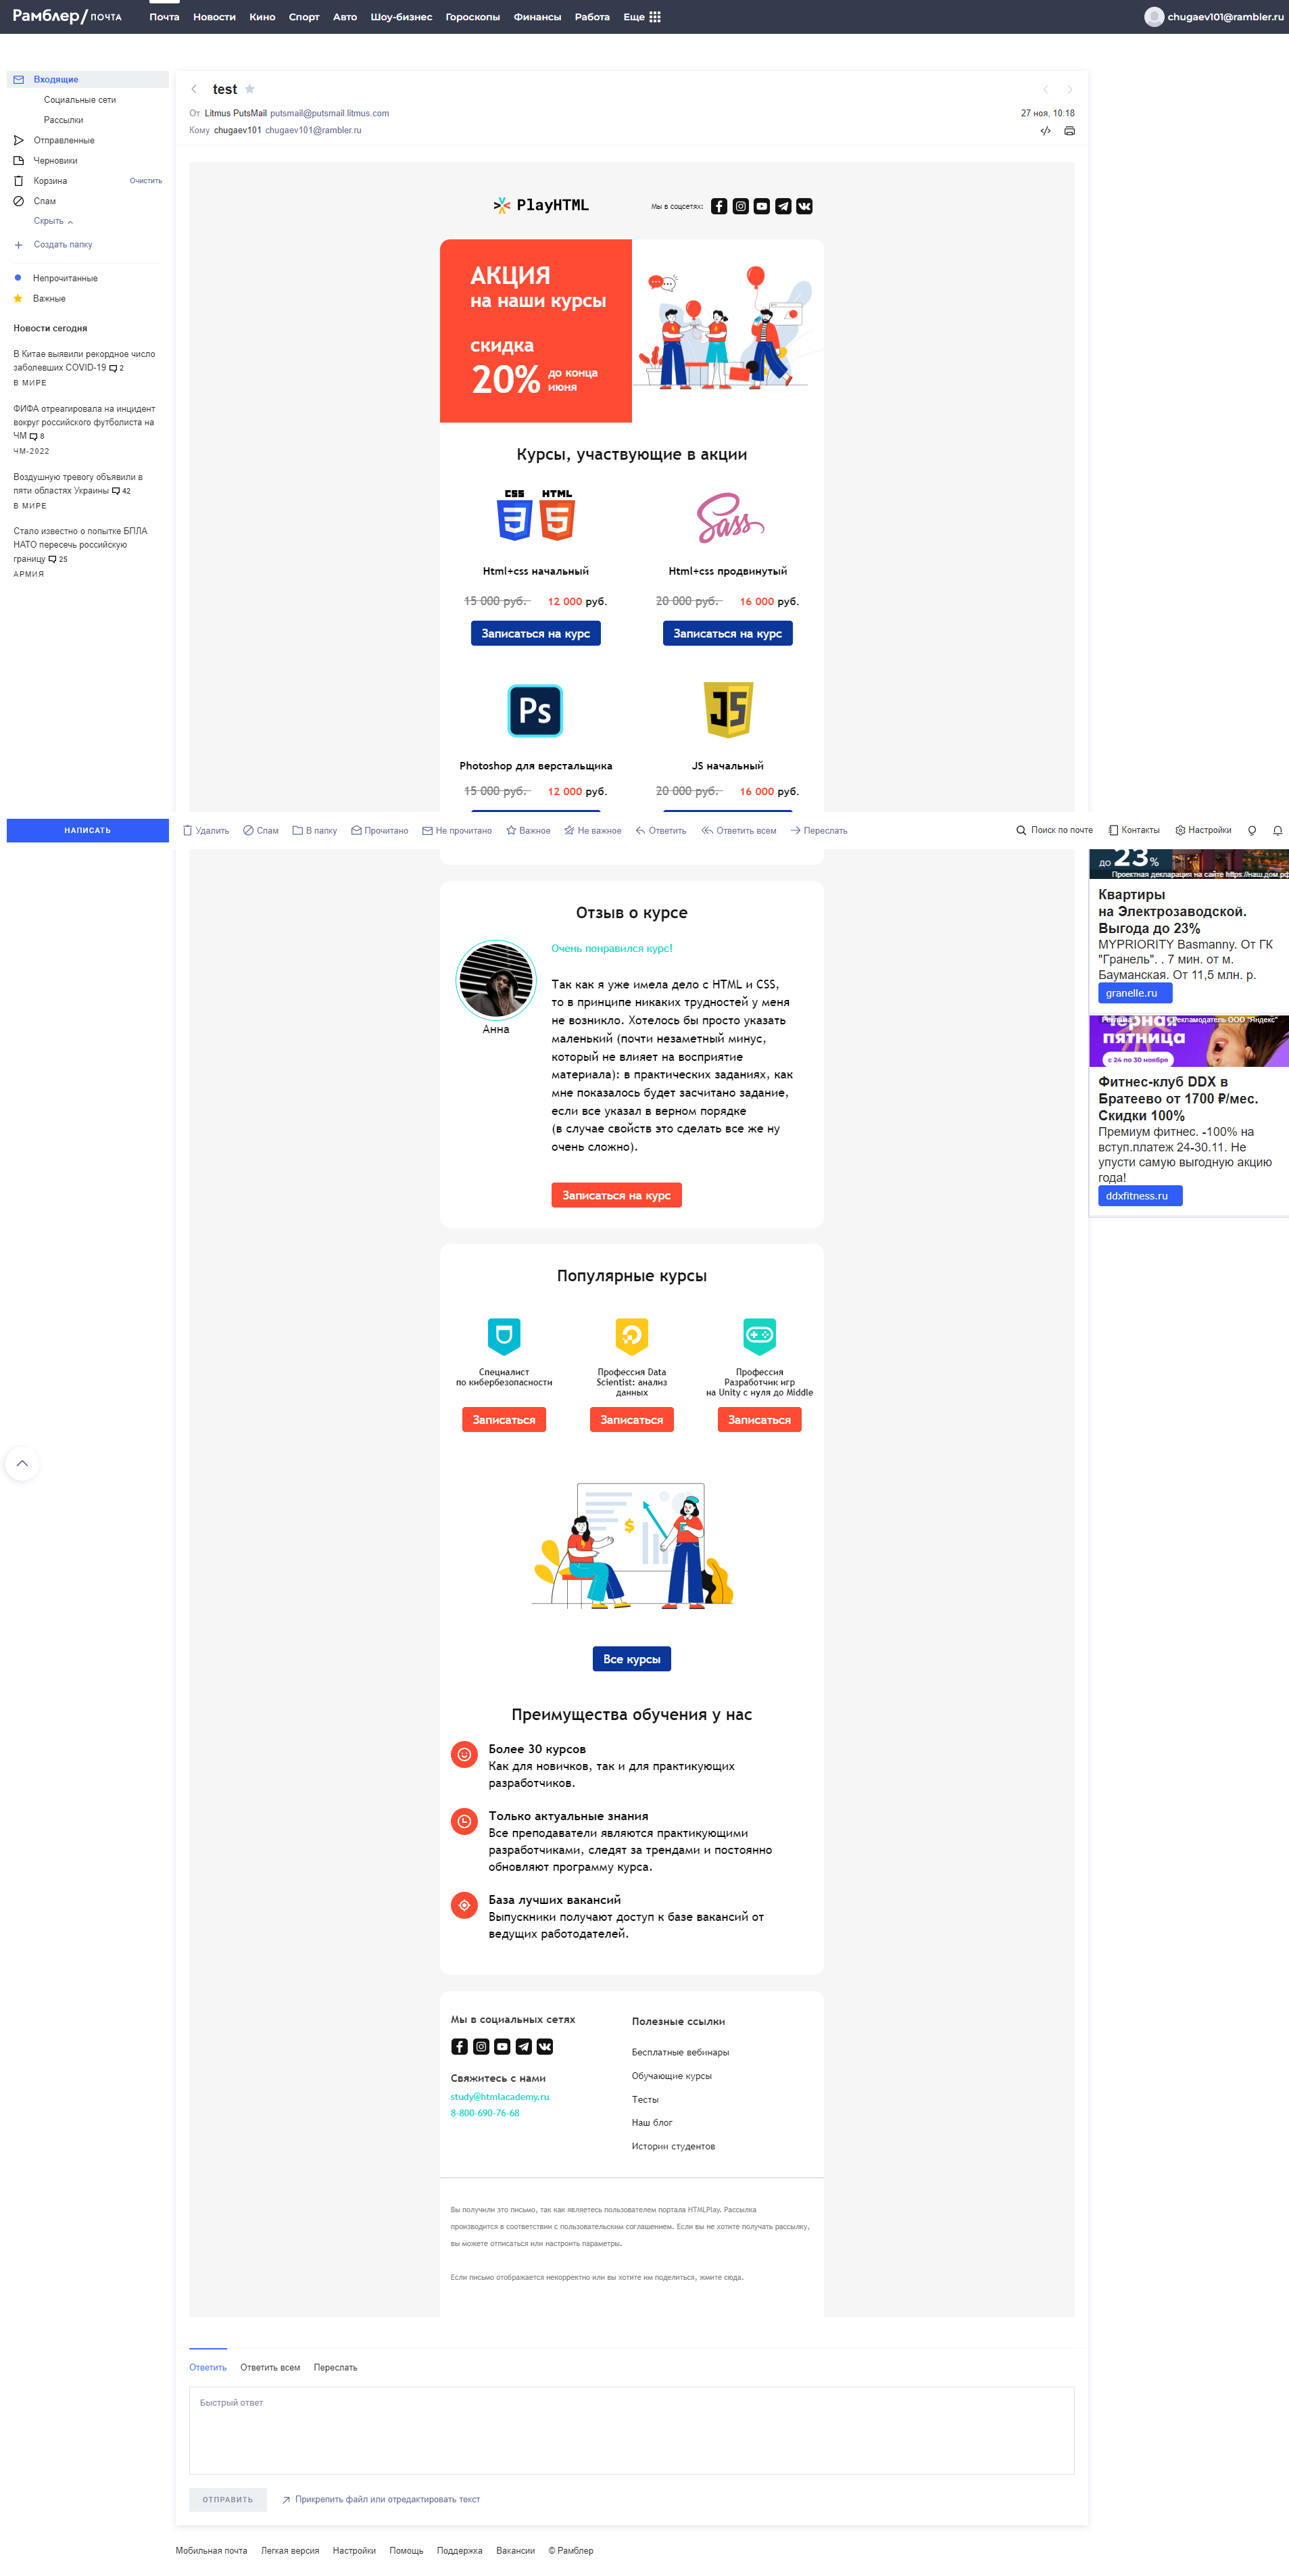 Рамблер/ПОЧТА
Почта Новости Кино Спорт Авто Шоу-бизнес Гороскопы Финансы Работа Еще
chugaev101@rambler.ru
Входящие
Социальные сети
Рассылки
Отправленные
Черновики
Корзина Очистить
Спам
Скрыть
Создать папку
Непрочитанные
Важные
Новости сегодня
В Китае выявили рекордное число
заболевших COVID-19 2
В МИРЕ
ФИФА отреагировала на инцидент
вокруг российского футболиста на
ЧМ 8
ЧМ-2022
Воздушную тревогу объявили в
пяти областях Украины 42
В МИРЕ
Стало известно о попытке БПЛА
НАТО пересечь российскую
границу 25
АРМИЯ
test
От Litmus PutsMail putsmail@putsmail.litmus.com
27 ноя, 10:18
Кому chugaev101 chugaev101@rambler.ru
PlayHTML
Мы в соцсетях:
АКЦИЯ
на наши курсы
скидка
20% до конца
июня
Курсы, участвующие в акции
CSS HTML
Sass
Html+css начальный
Html+css продвинутый
15 000 руб. 12 000 руб.
20 000 руб. 16 000 руб.
Записаться на курс
Записаться на курс
Ps
JS
Photoshop для верстальщика
JS начальный
15 000 руб. 12 000 руб.
20 000 руб. 16 000 руб.
НАПИСАТЬ
Удалить Спам В папку Прочитано Не прочитано Важное Не важное Ответить Ответить всем Переслать
Поиск по почте Контакты Настройки
ДО 23%
Проектная декларация на сайте https://наш.дом.рф
Квартиры
на Электрозаводской.
Выгода до 23%
MYPRIORITY Basmanny. От ГК
"Гранель". . 7 мин. от м.
Бауманская. От 11,5 млн. р.
granelle.ru
Реклама Рекламодатель ООО "Яндекс"
Черная
пятница
с 24 по 30 ноября
Фитнес-клуб DDX в
Братеево от 1700 ₽/мес.
Скидки 100%
Премиум фитнес. -100% на
вступ.платеж 24-30.11. Не
упусти самую выгодную акцию
года!
ddxfitness.ru
Отзыв о курсе
Очень понравился курс!
Анна
Так как я уже имела дело с HTML и CSS,
то в принципе никаких трудностей у меня
не возникло. Хотелось бы просто указать
маленький (почти незаметный минус,
который не влияет на восприятие
материала): в практических заданиях, как
мне показалось будет засчитано задание,
если все указал в верном порядке
(в случае свойств это сделать все же ну
очень сложно).
Записаться на курс
Популярные курсы
Специалист
по кибербезопасности
Профессия Data
Scientist: анализ
данных
Профессия
Разработчик игр
на Unity с нуля до Middle
Записаться
Записаться
Записаться
Все курсы
Преимущества обучения у нас
Более 30 курсов
Как для новичков, так и для практикующих
разработчиков.
Только актуальные знания
Все преподаватели являются практикующими
разработчиками, следят за трендами и постоянно
обновляют программу курса.
База лучших вакансий
Выпускники получают доступ к базе вакансий от
ведущих работодателей.
Мы в социальных сетях
Свяжитесь с нами
study@htmlacademy.ru
8-800-690-76-68
Полезные ссылки
Бесплатные вебинары
Обучающие курсы
Тесты
Наш блог
Истории студентов
Вы получили это письмо, так как являетесь пользователем портала HTMLPlay. Рассылка
производится в соответствии с пользовательским соглашением. Если вы не хотите получать рассылку,
вы можете отписаться или настроить параметры.
Если письмо отображается некорректно или вы хотите им поделиться, жмите сюда.
Ответить Ответить всем Переслать
Быстрый ответ
ОТПРАВИТЬ
Прикрепить файл или отредактировать текст
Мобильная почта Легкая версия Настройки Помощь Поддержка Вакансии © Рамблер